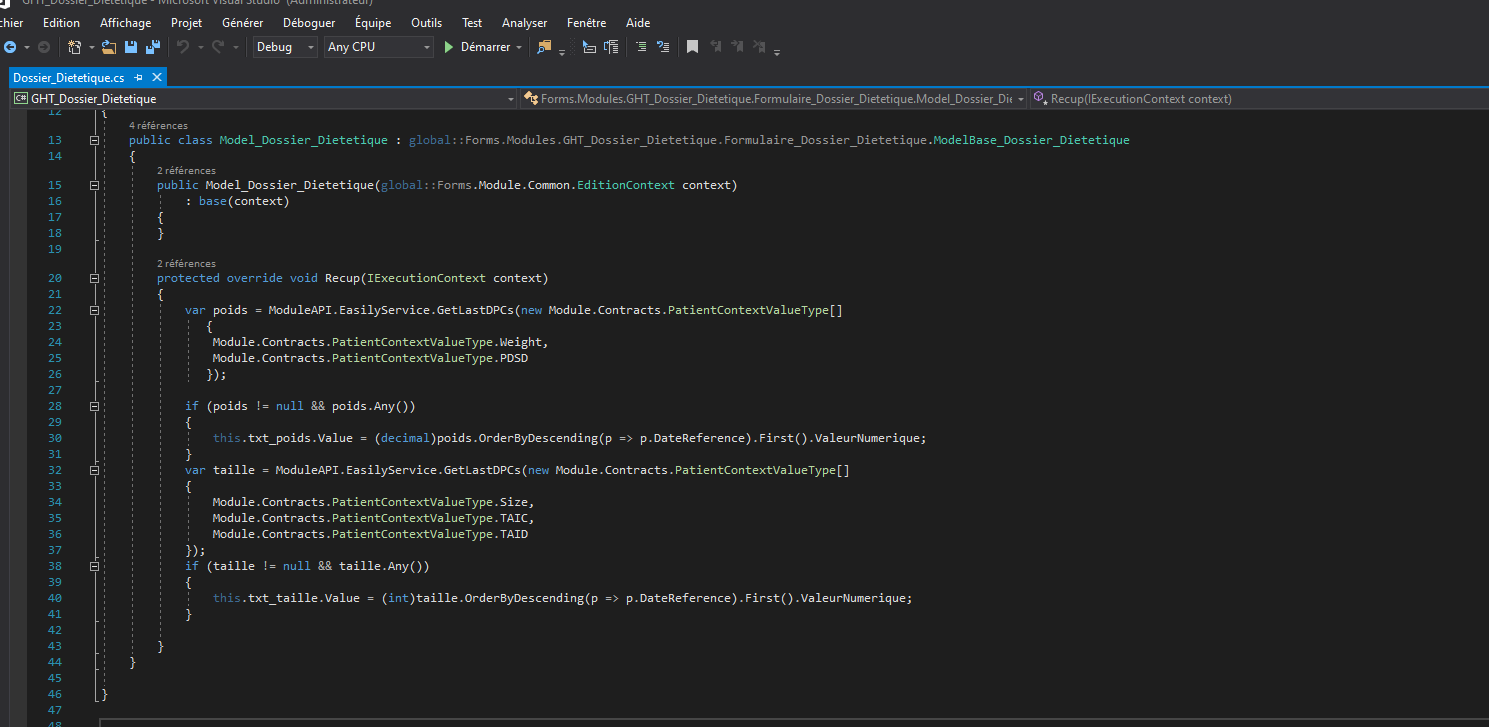 GHT_Dossier_Dietetique - Microsoft Visual Studio (Administrateur)
chier Edition Affichage Projet Générer Déboguer Équipe Outils Test Analyser Fenêtre Aide
Debug Any CPU Démarrer
Dossier_Dietetique.cs
C# GHT_Dossier_Dietetique Forms.Modules.GHT_Dossier_Dietetique.Formulaire_Dossier_Dietetique.Model_Dossier_Die Recup(IExecutionContext context)
12 {
4 références
13 public class Model_Dossier_Dietetique : global::Forms.Modules.GHT_Dossier_Dietetique.Formulaire_Dossier_Dietetique.ModelBase_Dossier_Dietetique
14 {
2 références
15 public Model_Dossier_Dietetique(global::Forms.Module.Common.EditionContext context)
16 : base(context)
17 {
18 }
19
2 références
20 protected override void Recup(IExecutionContext context)
21 {
22 var poids = ModuleAPI.EasilyService.GetLastDPCs(new Module.Contracts.PatientContextValueType[]
23 {
24 Module.Contracts.PatientContextValueType.Weight,
25 Module.Contracts.PatientContextValueType.PDSD
26 });
27
28 if (poids != null && poids.Any())
29 {
30 this.txt_poids.Value = (decimal)poids.OrderByDescending(p => p.DateReference).First().ValeurNumerique;
31 }
32 var taille = ModuleAPI.EasilyService.GetLastDPCs(new Module.Contracts.PatientContextValueType[]
33 {
34 Module.Contracts.PatientContextValueType.Size,
35 Module.Contracts.PatientContextValueType.TAIC,
36 Module.Contracts.PatientContextValueType.TAID
37 });
38 if (taille != null && taille.Any())
39 {
40 this.txt_taille.Value = (int)taille.OrderByDescending(p => p.DateReference).First().ValeurNumerique;
41 }
42
43 }
44 }
45
46 }
47
48